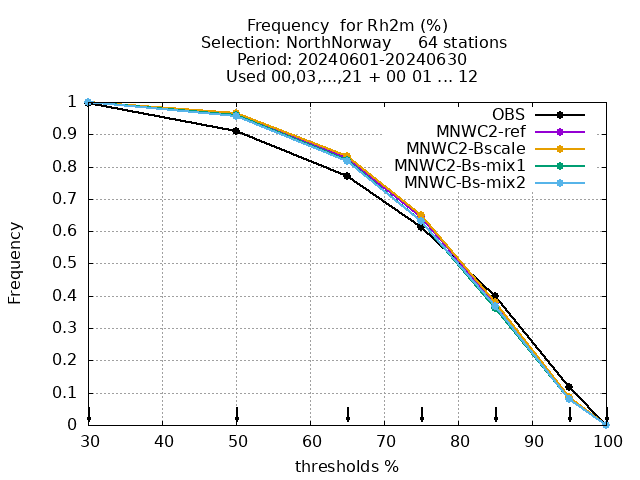 Frequency  for Rh2m (%)
Selection: NorthNorway     64 stations
Period: 20240601-20240630
Used 00,03,...,21 + 00 01 ... 12
OBS
MNWC2-ref
MNWC2-Bscale
MNWC2-Bs-mix1
MNWC-Bs-mix2
Frequency
1
0.9
0.8
0.7
0.6
0.5
0.4
0.3
0.2
0.1
0
30 40 50 60 70 80 90 100
thresholds %